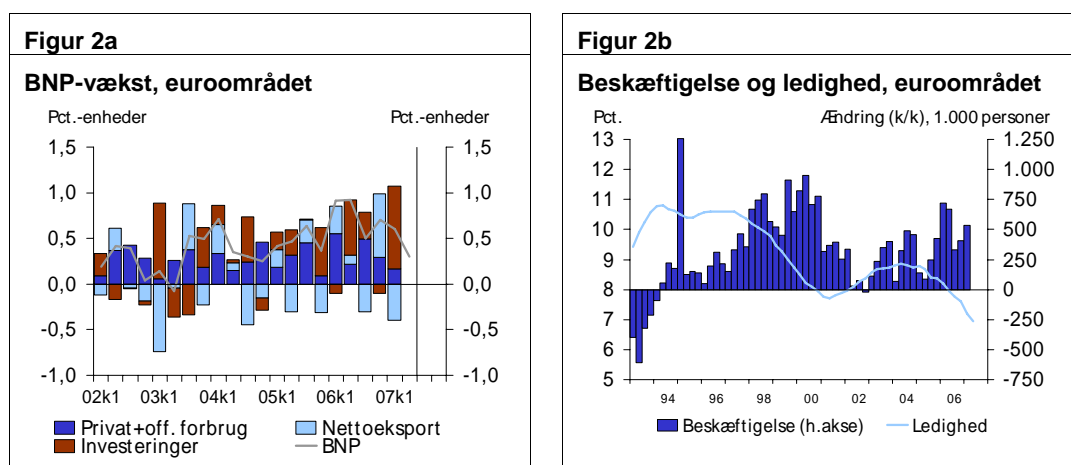 Figur 2a
BNP-vækst, euroområdet
Pct.-enheder Pct.-enheder
1,5 1,5
1,0 1,0
0,5 0,5
0,0 0,0
-0,5 -0,5
-1,0 -1,0
02k1 03k1 04k1 05k1 06k1 07k1
Privat+off. forbrug Nettoeksport
Investeringer BNP
Figur 2b
Beskæftigelse og ledighed, euroområdet
Pct. Ændring (k/k), 1.000 personer
13 1.250
12 1.000
11 750
10 500
9 250
8 0
7 -250
6 -500
5 -750
94 96 98 00 02 04 06
Beskæftigelse (h.akse) Ledighed